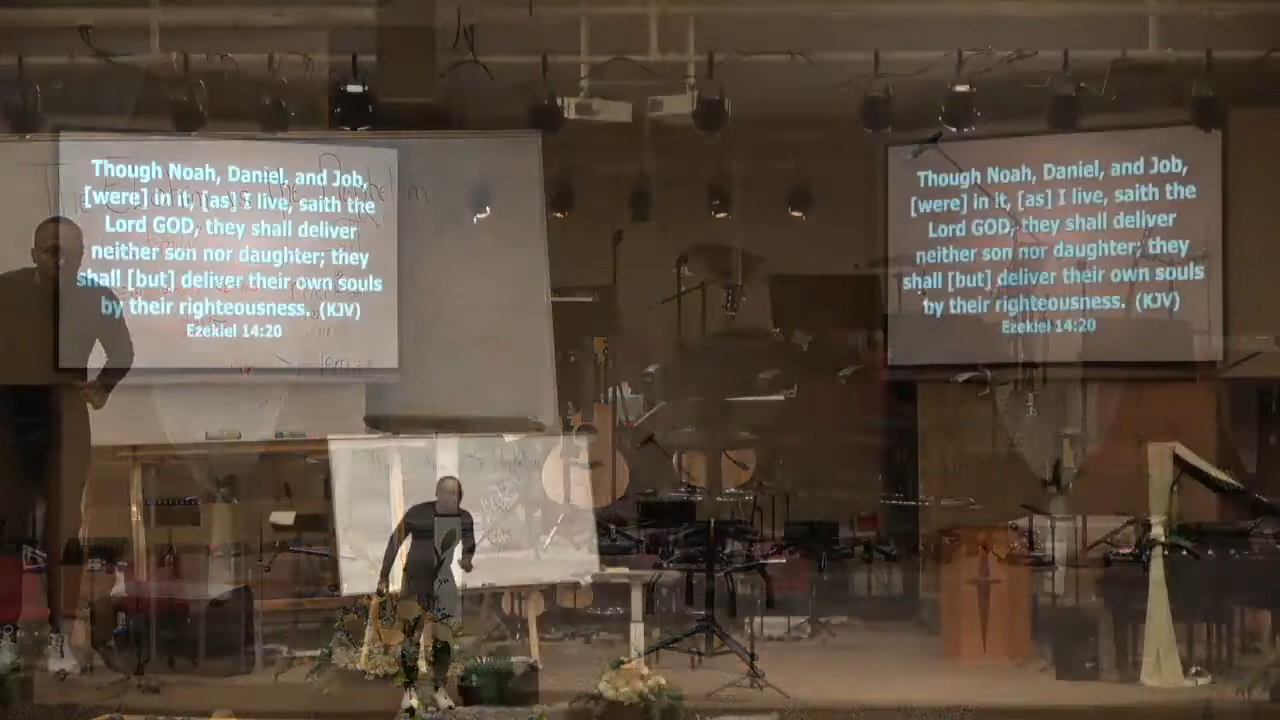 Though Noah, Daniel, and Job,
[were] in it, [as] I live, saith the
Lord GOD, they shall deliver
neither son nor daughter; they
shall [but] deliver their own souls
by their righteousness. (KJV)
Ezekiel 14:20
Though Noah, Daniel, and Job,
[were] in it, [as] I live, saith the
Lord GOD, they shall deliver
neither son nor daughter; they
shall [but] deliver their own souls
by their righteousness. (KJV)
Ezekiel 14:20